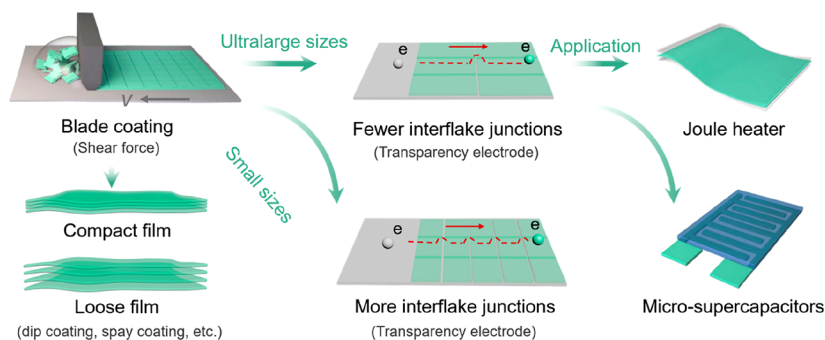 Ultralarge sizes
e
e
Application
V
Blade coating
(Shear force)
Fewer interflake junctions
(Transparency electrode)
Joule heater
Small sizes
Compact film
e
e
Loose film
(dip coating, spay coating, etc.)
More interflake junctions
(Transparency electrode)
Micro-supercapacitors